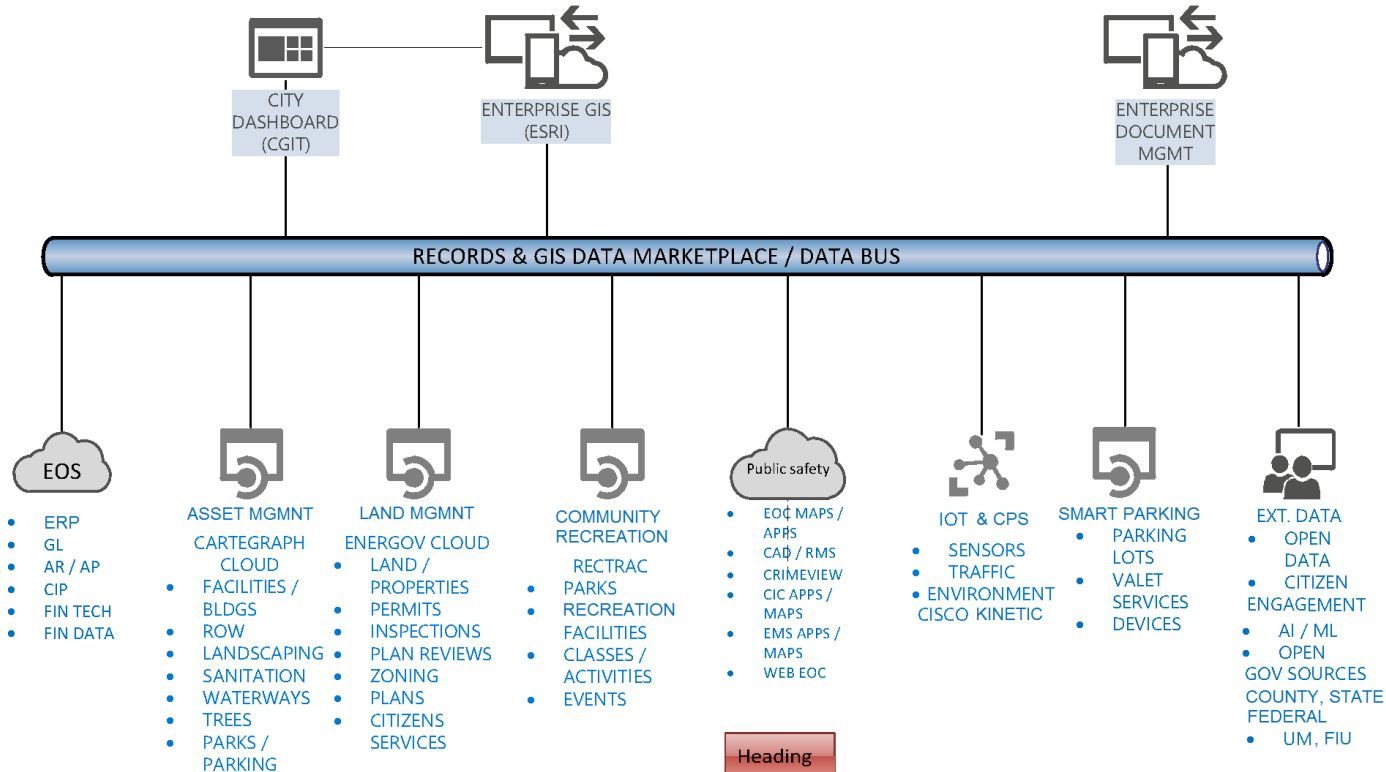 CITY
DASHBOARD
(CGIT)
ENTERPRISE GIS
(ESRI)
ENTERPRISE
DOCUMENT
MGMT
RECORDS & GIS DATA MARKETPLACE / DATA BUS
EOS
• ERP
• GL
• AR / AP
• CIP
• FIN TECH
• FIN DATA
ASSET MGMNT
CARTEGRAPH
CLOUD
• FACILITIES /
BLDGS
• ROW
• LANDSCAPING
• SANITATION
• WATERWAYS
• TREES
• PARKS /
PARKING
LAND MGMNT
ENERGOV CLOUD
• LAND /
PROPERTIES
• PERMITS
• INSPECTIONS
• PLAN REVIEWS
• ZONING
• PLANS
• CITIZENS
SERVICES
COMMUNITY
RECREATION
RECTRAC
• PARKS
• RECREATION
FACILITIES
• CLASSES /
ACTIVITIES
• EVENTS
Public safety
• EOC MAPS /
APPS
• CAD / RMS
• CRIMEVIEW
• CIC APPS /
MAPS
• EMS APPS /
MAPS
• WEB EOC
Heading
IOT & CPS
• SENSORS
• TRAFFIC
• ENVIRONMENT
CISCO KINETIC
SMART PARKING
• PARKING
LOTS
• VALET
SERVICES
• DEVICES
EXT. DATA
• OPEN
DATA
• CITIZEN
ENGAGEMENT
• AI / ML
• OPEN
GOV SOURCES
COUNTY, STATE
FEDERAL
• UM, FIU